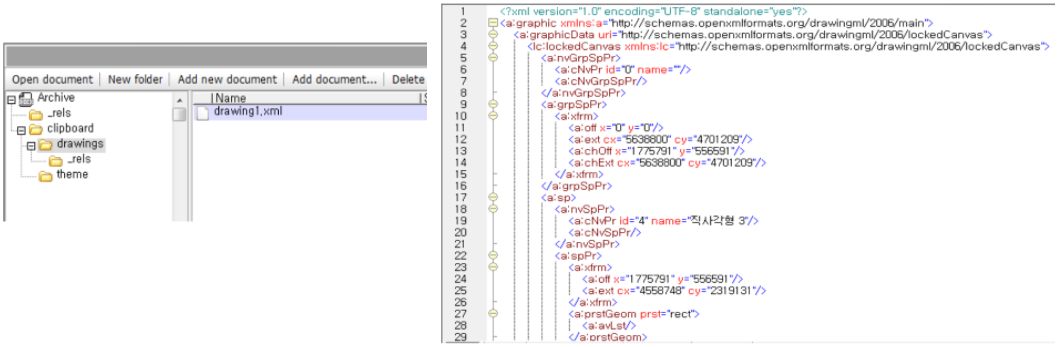 Open document | New folder | Add new document | Add document... | Delete
Archive
_rels
clipboard
drawings
_rels
theme
Name
drawing1,xml
1 <?xml version="1.0" encoding="UTF-8" standalone="yes"?>
2 <a:graphic xmlns:a="http://schemas.openxmlformats.org/drawingml/2006/main">
3 <a:graphicData uri="http://schemas.openxmlformats.org/drawingml/2006/lockedCanvas">
4 <lc:lockedCanvas xmlns:lc="http://schemas.openxmlformats.org/drawingml/2006/lockedCanvas">
5 <a:nvGrpSpPr>
6 <a:cNvPr id="0" name=""/>
7 <a:cNvGrpSpPr/>
8 </a:nvGrpSpPr>
9 <a:grpSpPr>
10 <a:xfrm>
11 <a:off x="0" y="0"/>
12 <a:ext cx="5638800" cy="4701209"/>
13 <a:chOff x="1775791" y="556591"/>
14 <a:chExt cx="5638800" cy="4701209"/>
15 </a:xfrm>
16 </a:grpSpPr>
17 <a:sp>
18 <a:nvSpPr>
19 <a:cNvPr id="4" name="직사각형 3"/>
20 <a:cNvSpPr/>
21 </a:nvSpPr>
22 <a:spPr>
23 <a:xfrm>
24 <a:off x="1775791" y="556591"/>
25 <a:ext cx="4558748" cy="2319131"/>
26 </a:xfrm>
27 <a:prstGeom prst="rect">
28 <a:avLst/>
29 </a:prstGeom>